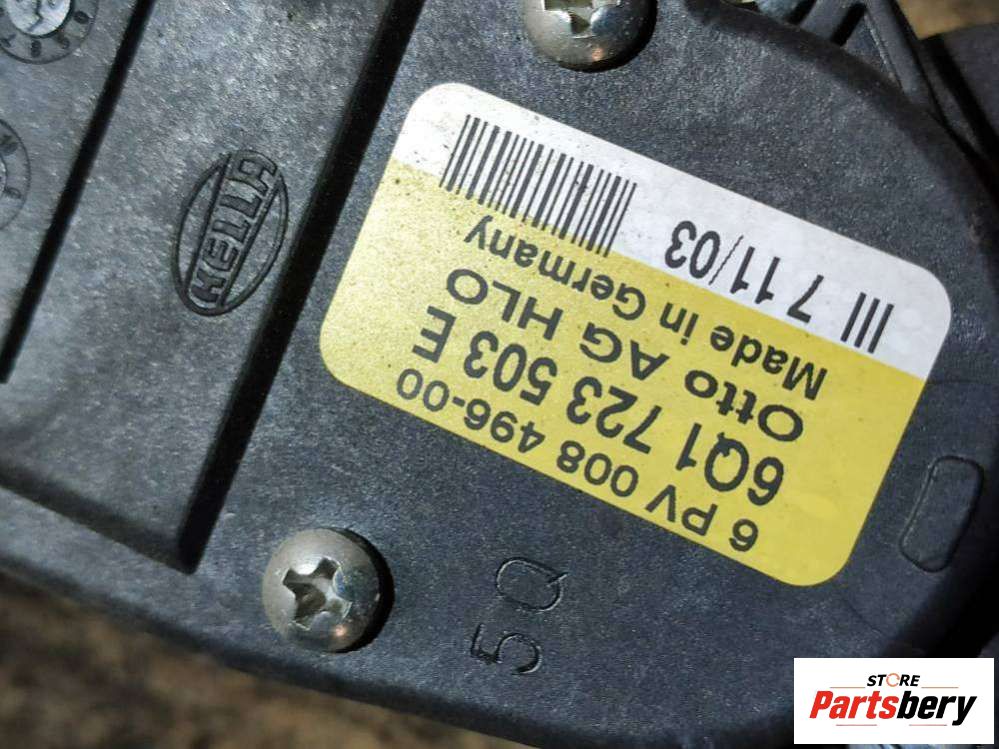 HELLA
6 PV 008 496-00
6Q1 723 503 E
Otto AG HLO
Made in Germany
7 11/03
5Q
STORE
Partsbery